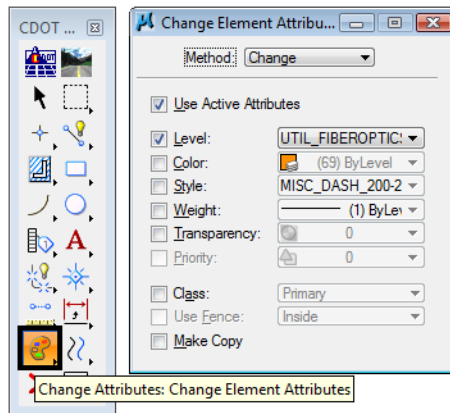 CDOT ...
Change Element Attribu...
Method: Change
Use Active Attributes
Level: UTIL_FIBEROPTIC
Color: (69) ByLevel
Style: MISC_DASH_200-2
Weight: (1) ByLev
Transparency: 0
Priority: 0
Class: Primary
Use Fence: Inside
Make Copy
A
Change Attributes: Change Element Attributes